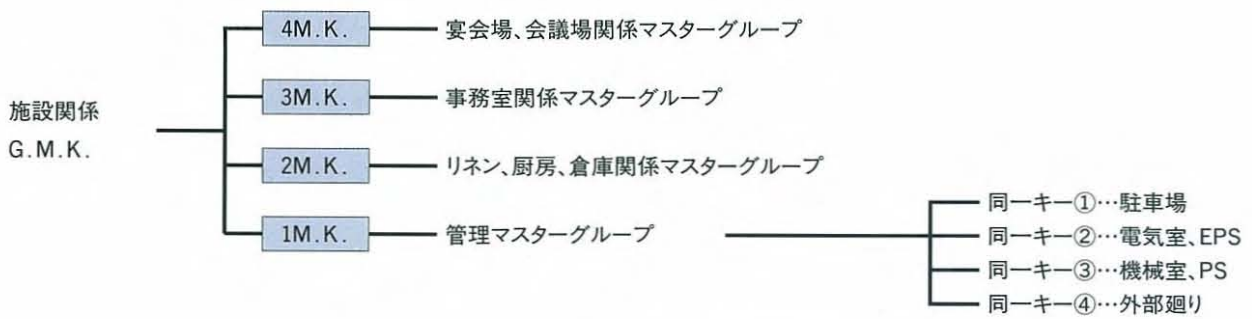 施設関係
G.M.K.
4M.K. 宴会場、会議場関係マスターグループ
3M.K. 事務室関係マスターグループ
2M.K. リネン、厨房、倉庫関係マスターグループ
1M.K. 管理マスターグループ
同一キー①…駐車場
同一キー②…電気室、EPS
同一キー③…機械室、PS
同一キー④…外部廻り